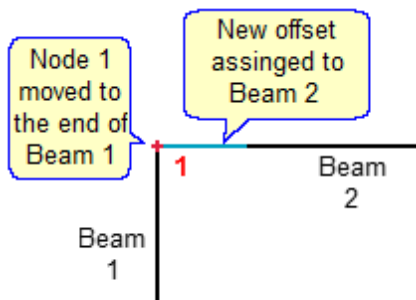 Node 1
moved to
the end of
Beam 1
New offset
assinged to
Beam 2
1
Beam
2
Beam
1